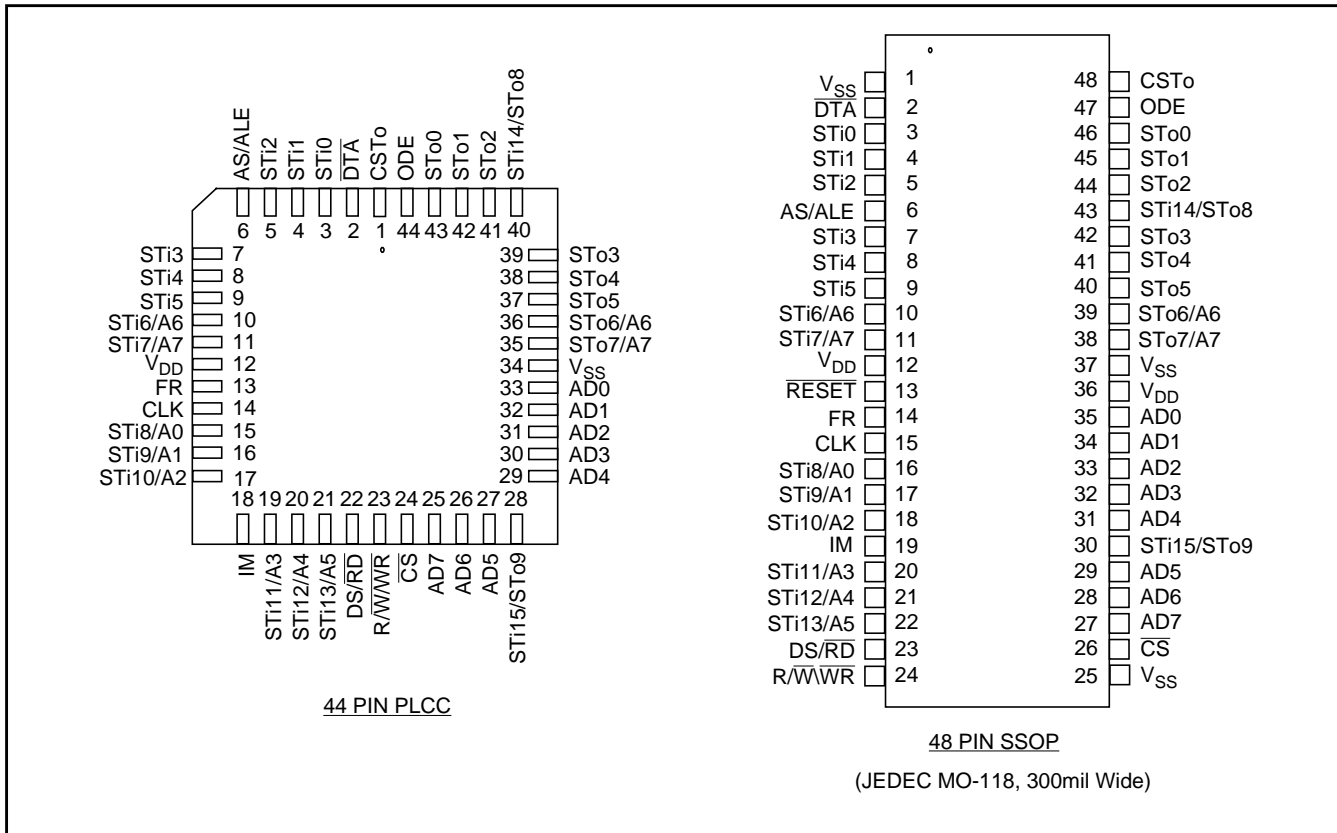 AS/ALE
STi2
STi1
STi0
DTA
CSTo
ODE
STo0
STo1
STo2
STi14/STo8
6 5 4 3 2 1 44 43 42 41 40
STi3 7
STi4 8
STi5 9
STi6/A6 10
STi7/A7 11
VDD 12
FR 13
CLK 14
STi8/A0 15
STi9/A1 16
STi10/A2 17
39 STo3
38 STo4
37 STo5
36 STo6/A6
35 STo7/A7
34 VSS
33 AD0
32 AD1
31 AD2
30 AD3
29 AD4
18 19 20 21 22 23 24 25 26 27 28
IM
STi11/A3
STi12/A4
STi13/A5
DS/RD
R/W/WR
CS
AD7
AD6
AD5
STi15/STo9
44 PIN PLCC
VSS 1 48 CSTo
DTA 2 47 ODE
STi0 3 46 STo0
STi1 4 45 STo1
STi2 5 44 STo2
AS/ALE 6 43 STi14/STo8
STi3 7 42 STo3
STi4 8 41 STo4
STi5 9 40 STo5
STi6/A6 10 39 STo6/A6
STi7/A7 11 38 STo7/A7
VDD 12 37 VSS
RESET 13 36 VDD
FR 14 35 AD0
CLK 15 34 AD1
STi8/A0 16 33 AD2
STi9/A1 17 32 AD3
STi10/A2 18 31 AD4
IM 19 30 STi15/STo9
STi11/A3 20 29 AD5
STi12/A4 21 28 AD6
STi13/A5 22 27 AD7
DS/RD 23 26 CS
R/W\WR 24 25 VSS
48 PIN SSOP
(JEDEC MO-118, 300mil Wide)